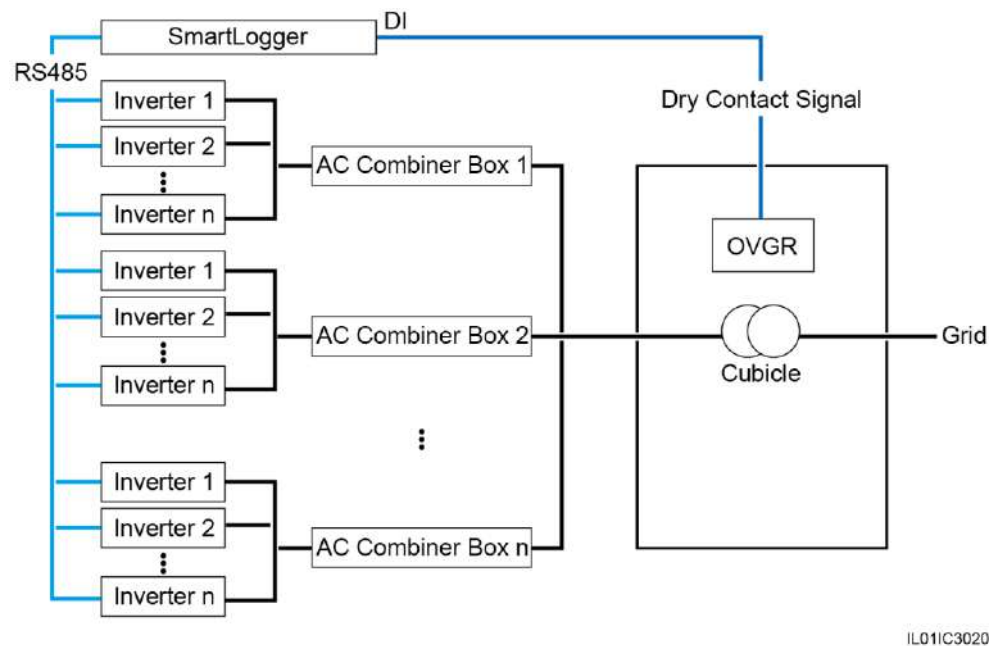 DI
SmartLogger
RS485
Inverter 1
Inverter 2
Inverter n
AC Combiner Box 1
Dry Contact Signal
OVGR
Inverter 1
Inverter 2
Inverter n
AC Combiner Box 2
Cubicle
Grid
Inverter 1
Inverter 2
Inverter n
AC Combiner Box n
IL01IC3020